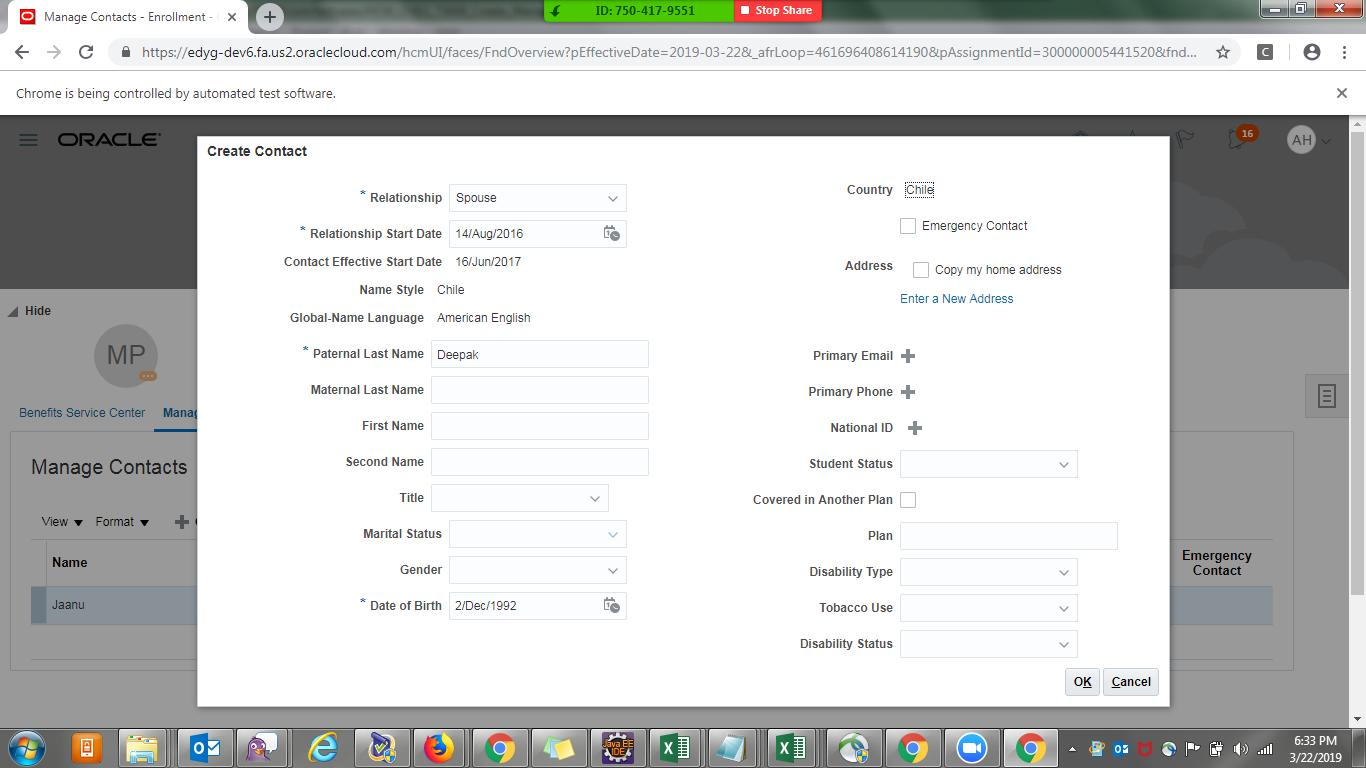 Manage Contacts - Enrollment -
ID: 750-417-9551
Stop Share
https://edyg-dev6.fa.us2.oraclecloud.com/hcmUI/faces/FndOverview?pEffectiveDate=2019-03-22&_afrLoop=461696408614190&pAssignmentId=300000005441520&fnd...
C
Chrome is being controlled by automated test software.
ORACLE
16
AH
Create Contact
* Relationship Spouse
* Relationship Start Date 14/Aug/2016
Contact Effective Start Date 16/Jun/2017
Name Style Chile
Global-Name Language American English
* Paternal Last Name Deepak
Maternal Last Name
First Name
Second Name
Title
Marital Status
Gender
* Date of Birth 2/Dec/1992
Country Chile
Emergency Contact
Address Copy my home address
Enter a New Address
Primary Email
Primary Phone
National ID
Student Status
Covered in Another Plan
Plan
Disability Type
Tobacco Use
Disability Status
OK Cancel
Hide
MP
Benefits Service Center Manag
Manage Contacts
View Format
Name
Emergency
Contact
Jaanu
Java EE
IDE
6:33 PM
3/22/2019